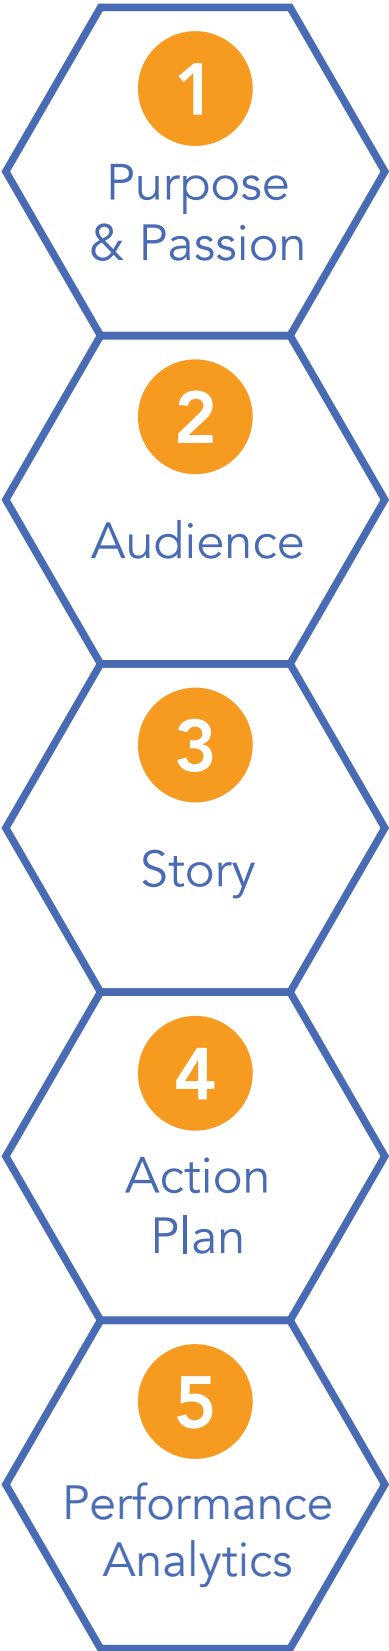 1
Purpose
& Passion
2
Audience
3
Story
4
Action
Plan
5
Performance
Analytics